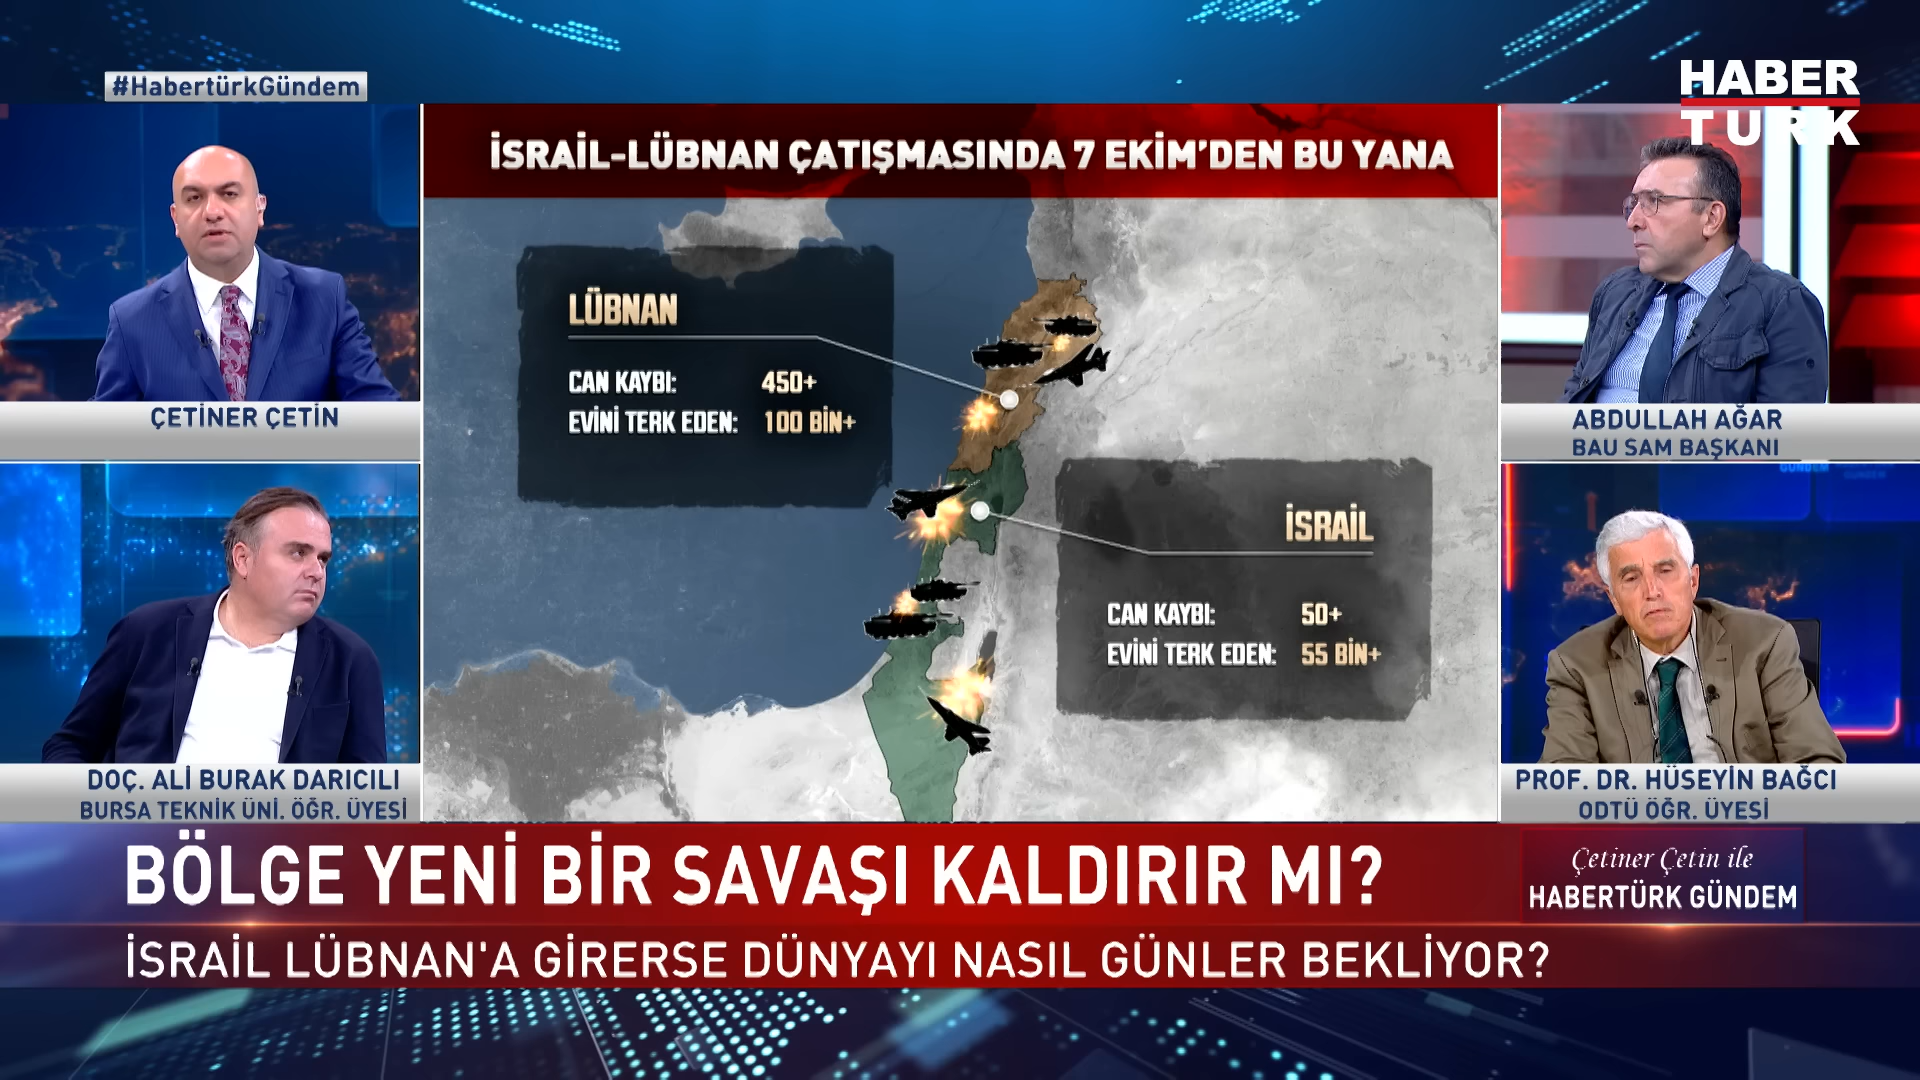 #HabertürkGündem
HABER
TÜRK
İSRAİL-LÜBNAN ÇATIŞMASINDA 7 EKİM'DEN BU YANA
LÜBNAN
CAN KAYBI: 450+
EVİNİ TERK EDEN: 100 BİN+
İSRAİL
CAN KAYBI: 50+
EVİNİ TERK EDEN: 55 BİN+
ÇETİNER ÇETİN
ABDULLAH AĞAR
BAU SAM BAŞKANI
GÜNDEM
DOÇ. ALİ BURAK DARICILI
BURSA TEKNİK ÜNİ. ÖĞR. ÜYESİ
PROF. DR. HÜSEYİN BAĞCI
ODTÜ ÖĞR. ÜYESİ
BÖLGE YENİ BİR SAVAŞI KALDIRIR MI?
İSRAİL LÜBNAN'A GİRERSE DÜNYAYI NASIL GÜNLER BEKLİYOR?
Çetiner Çetin ile
HABERTÜRK GÜNDEM